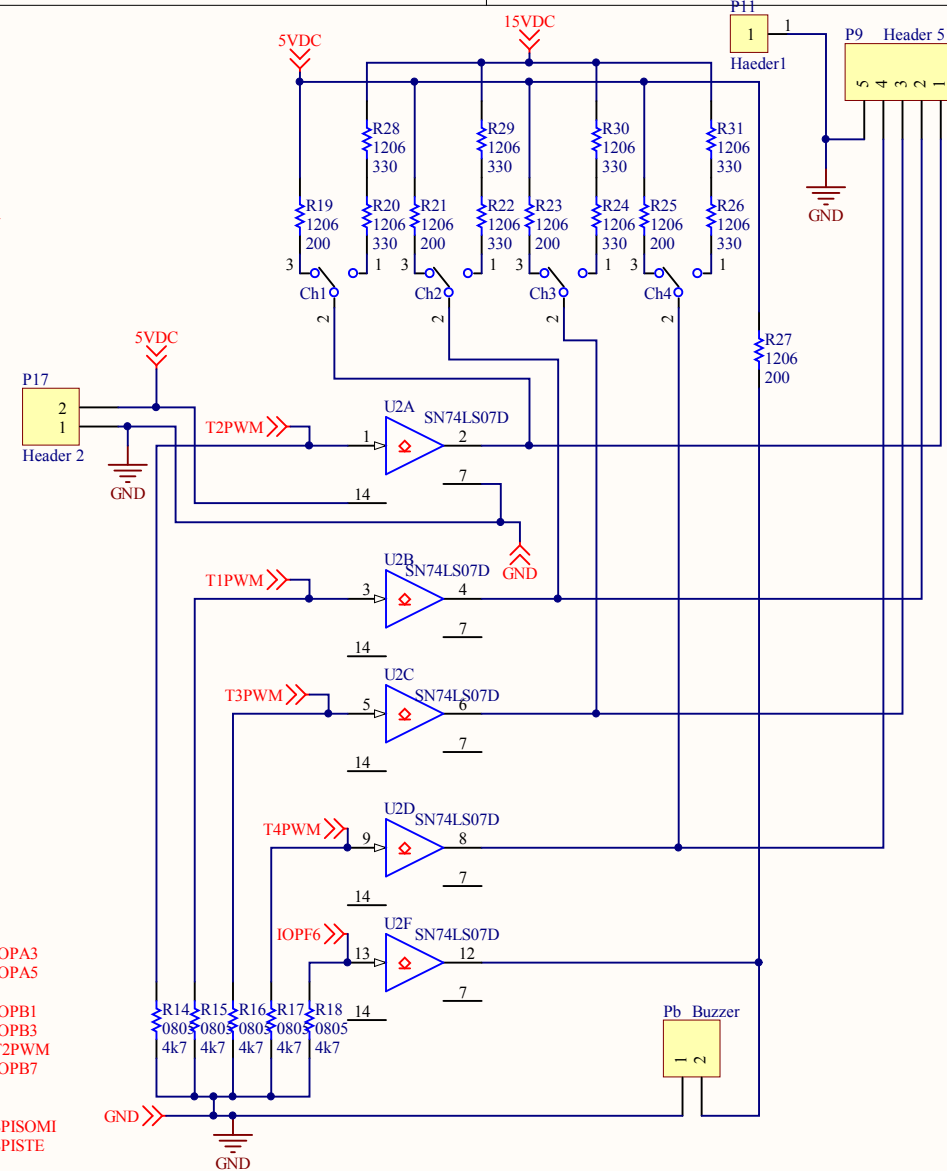 15VDC
5VDC
P11
1
1
Haeder1
P9 Header 5
5 4 3 2 1
GND
R28
1206
330
R29
1206
330
R30
1206
330
R31
1206
330
R19
1206
200
R20
1206
330
R21
1206
200
R22
1206
330
R23
1206
200
R24
1206
330
R25
1206
200
R26
1206
330
3 1
Ch1
2
3 1
Ch2
2
3 1
Ch3
2
3 1
Ch4
2
R27
1206
200
5VDC
P17
2
1
Header 2
GND
T2PWM
U2A
SN74LS07D
1 2
7
14
GND
T1PWM
U2B
SN74LS07D
3 4
7
14
T3PWM
U2C
SN74LS07D
5 6
7
14
T4PWM
U2D
SN74LS07D
9 8
7
14
IOPF6
U2F
SN74LS07D
13 12
7
14
OPA3
OPA5
OPB1
OPB3
2PWM
OPB7
PISOMI
PISTE
R14
0805
4k7
R15
0805
4k7
R16
0805
4k7
R17
0805
4k7
R18
0805
4k7
Pb Buzzer
1 2
GND
GND